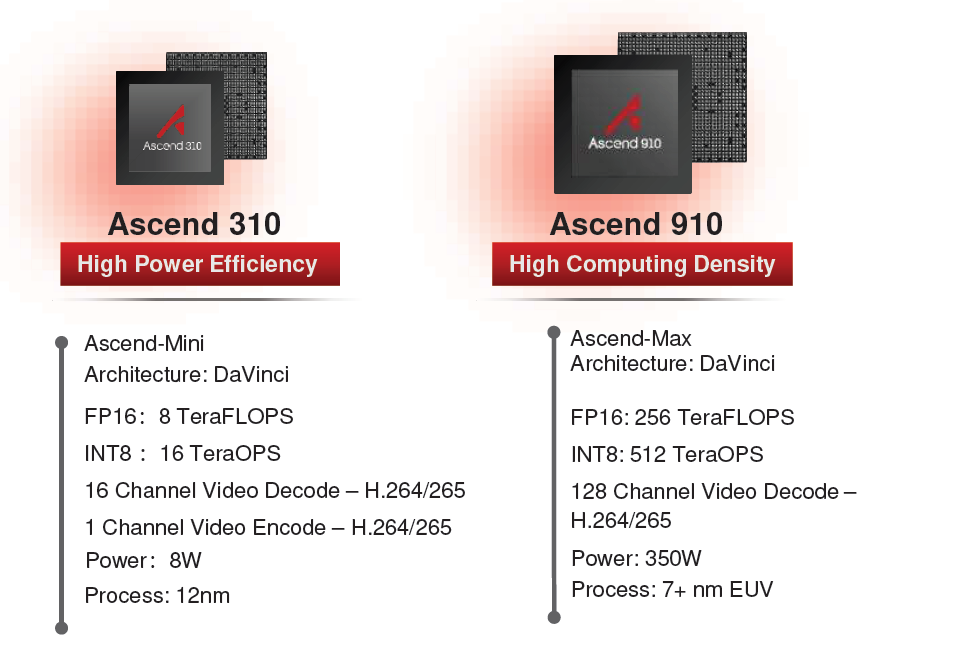 Ascend 310
Ascend 310
High Power Efficiency
Ascend-Mini
Architecture: DaVinci
FP16: 8 TeraFLOPS
INT8 : 16 TeraOPS
16 Channel Video Decode – H.264/265
1 Channel Video Encode – H.264/265
Power: 8W
Process: 12nm
Ascend 910
Ascend 910
High Computing Density
Ascend-Max
Architecture: DaVinci
FP16: 256 TeraFLOPS
INT8: 512 TeraOPS
128 Channel Video Decode –
H.264/265
Power: 350W
Process: 7+ nm EUV